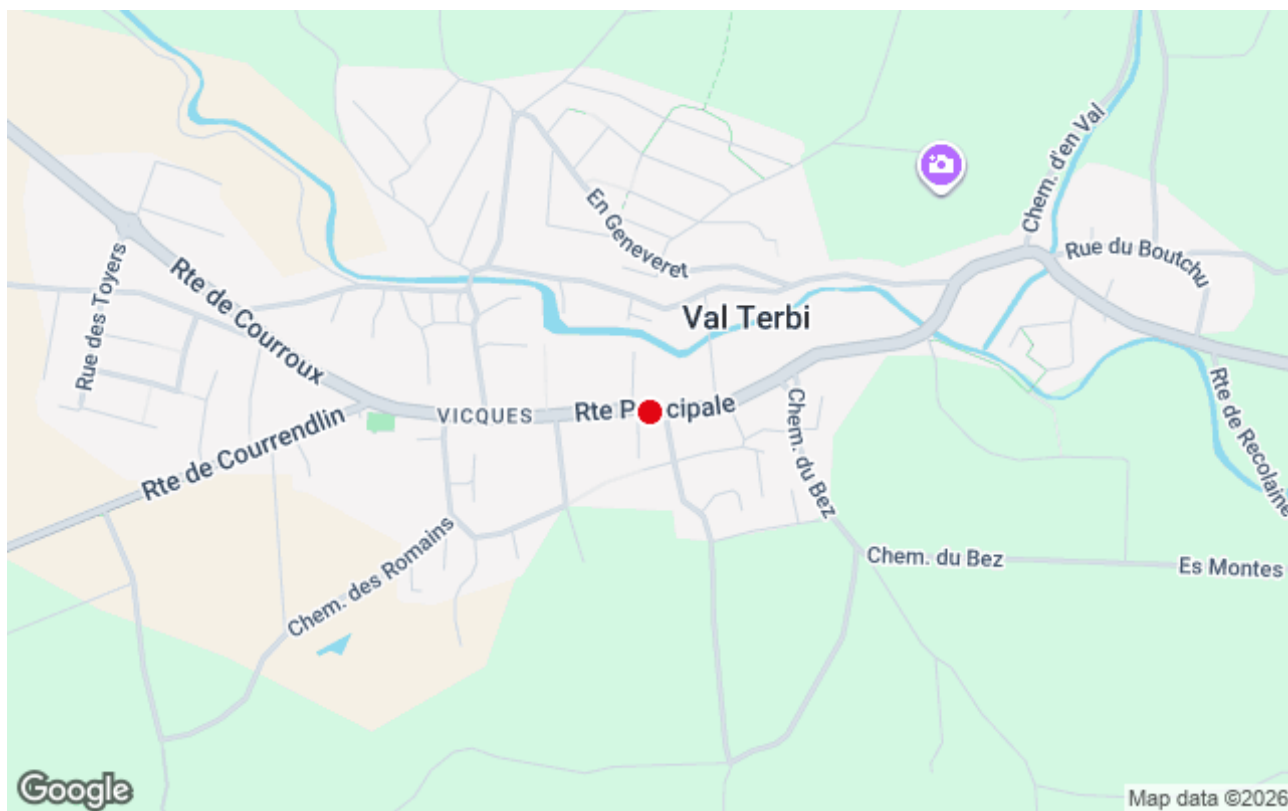 Chem. d'en Val
Rue du Boutchu
En Geneveret
Rue des Toyers
Rte de Courroux
Val Terbi
VICQUES
Rte P cipale
Rte de Courrendlin
Chem. du Bez
Rte de Recolaine
Chem. des Romains
Chem. du Bez
Es Montes
Google
Map data ©2026